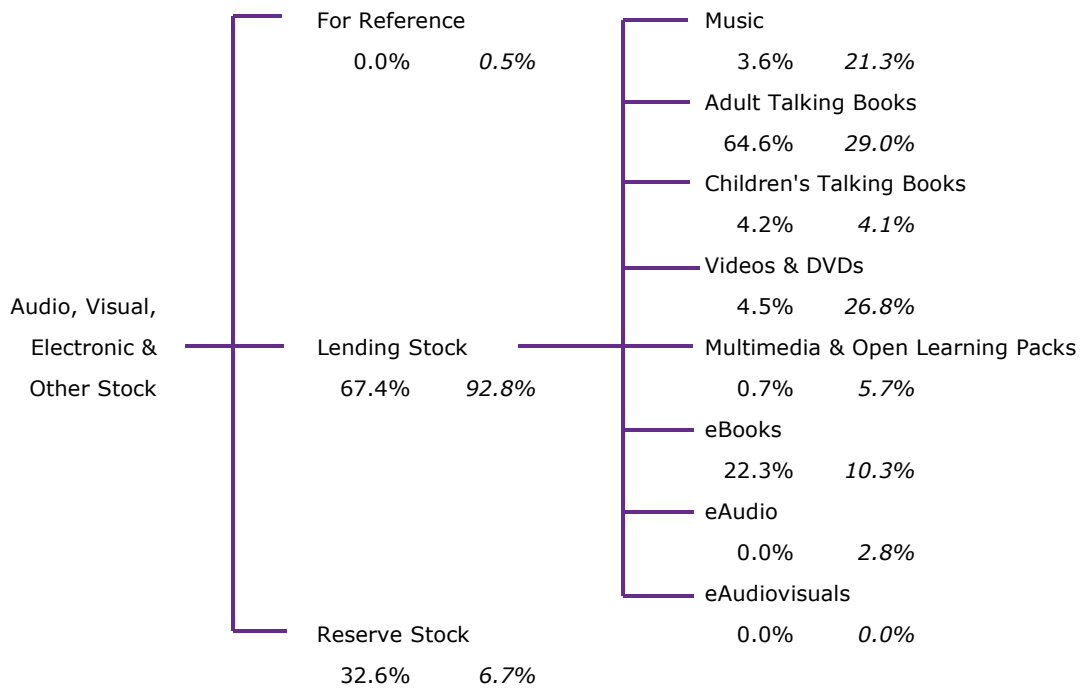 For Reference
0.0% 0.5%
Music
3.6% 21.3%
Adult Talking Books
64.6% 29.0%
Children's Talking Books
4.2% 4.1%
Videos & DVDs
4.5% 26.8%
Audio, Visual,
Electronic &
Other Stock
Lending Stock
67.4% 92.8%
Multimedia & Open Learning Packs
0.7% 5.7%
eBooks
22.3% 10.3%
eAudio
0.0% 2.8%
eAudiovisuals
0.0% 0.0%
Reserve Stock
32.6% 6.7%